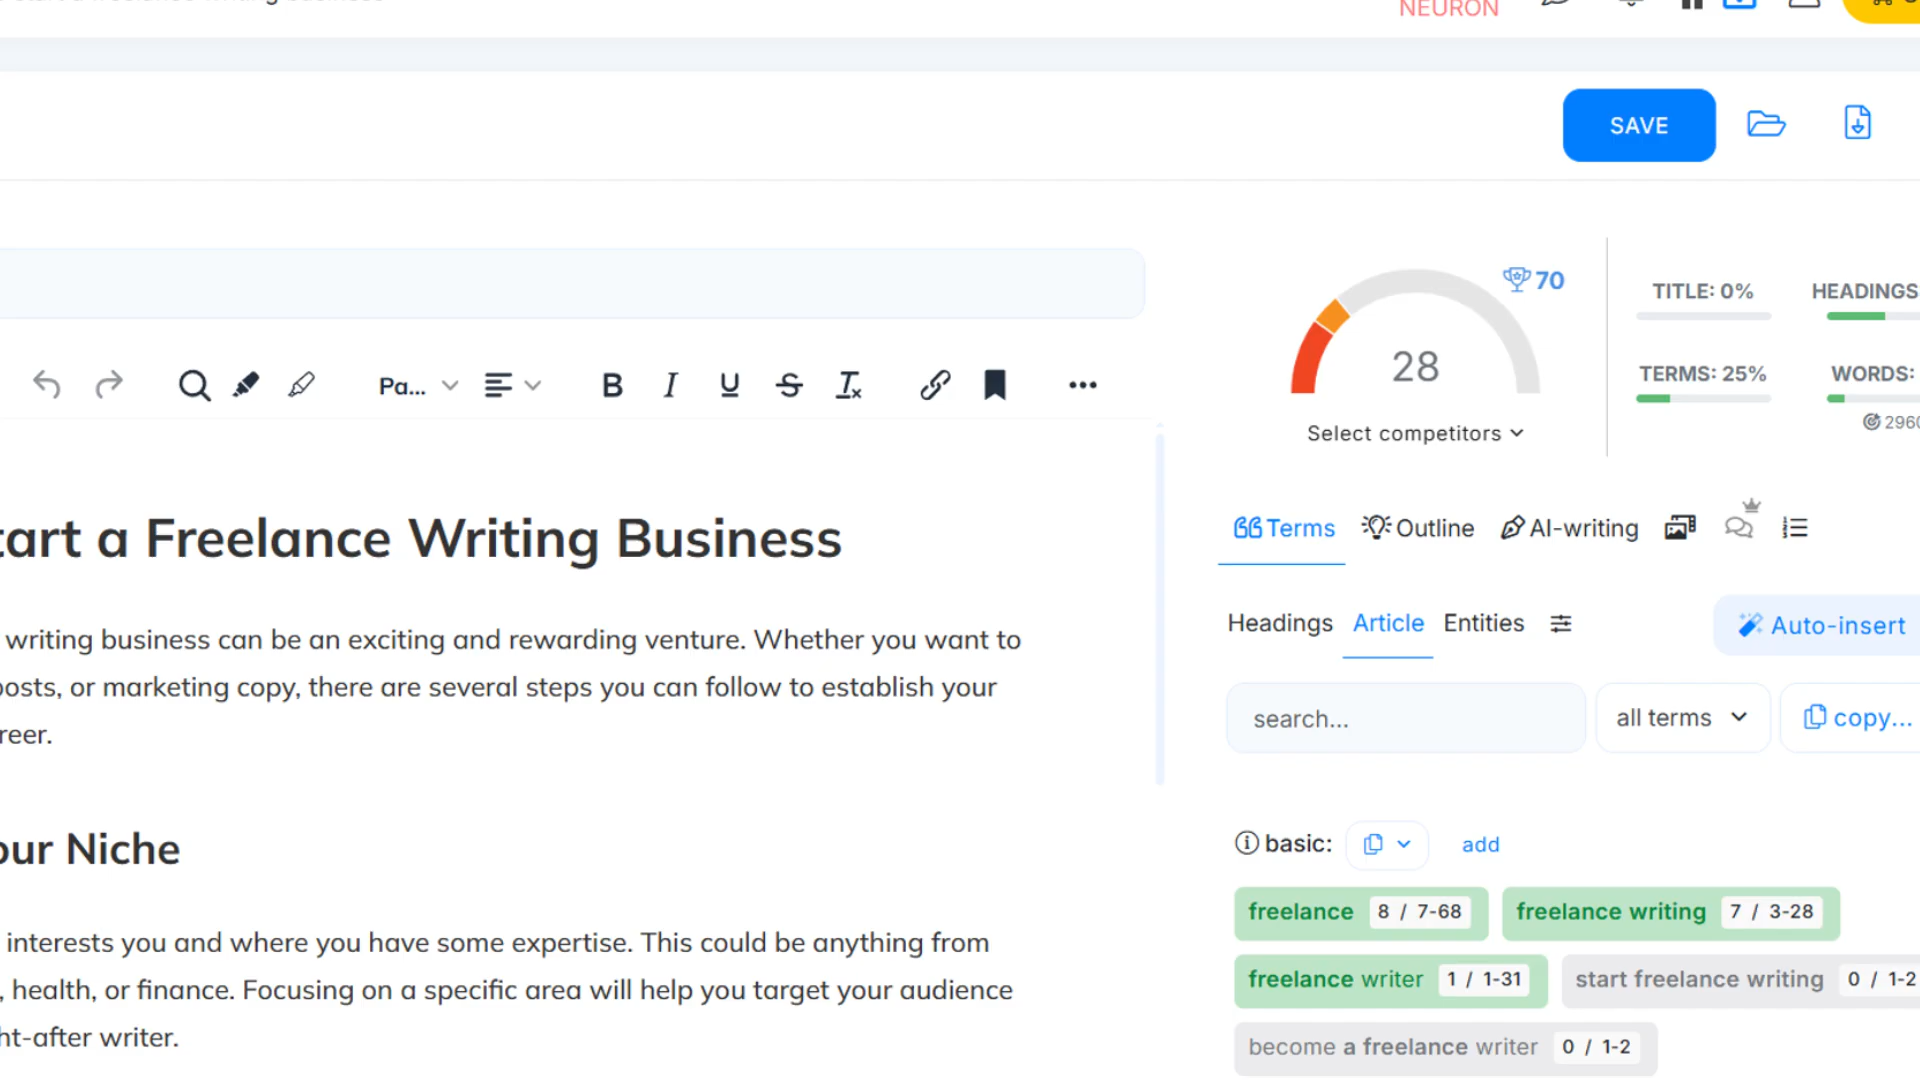 start a freelance writing business
NEURON
SAVE
70
28
Select competitors
TITLE: 0%
HEADINGS
TERMS: 25%
WORDS:
2960
Pa...
Terms
Outline
AI-writing
tart a Freelance Writing Business
writing business can be an exciting and rewarding venture. Whether you want to
posts, or marketing copy, there are several steps you can follow to establish your
reer.
our Niche
interests you and where you have some expertise. This could be anything from
, health, or finance. Focusing on a specific area will help you target your audience
ht-after writer.
Headings
Article
Entities
Auto-insert
search...
all terms
copy...
basic:
add
freelance 8 / 7-68
freelance writing 7 / 3-28
freelance writer 1 / 1-31
start freelance writing 0 / 1-2
become a freelance writer 0 / 1-2